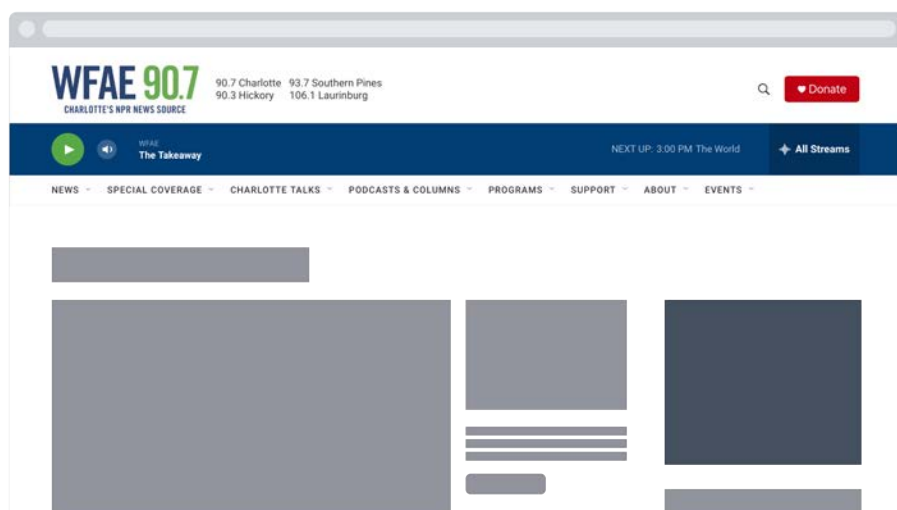 WFAE 90.7
CHARLOTTE'S NPR NEWS SOURCE
90.7 Charlotte 93.7 Southern Pines
90.3 Hickory 106.1 Laurinburg
Donate
WFAE
The Takeaway
NEXT UP: 3:00 PM The World
All Streams
NEWS SPECIAL COVERAGE CHARLOTTE TALKS PODCASTS & COLUMNS PROGRAMS SUPPORT ABOUT EVENTS